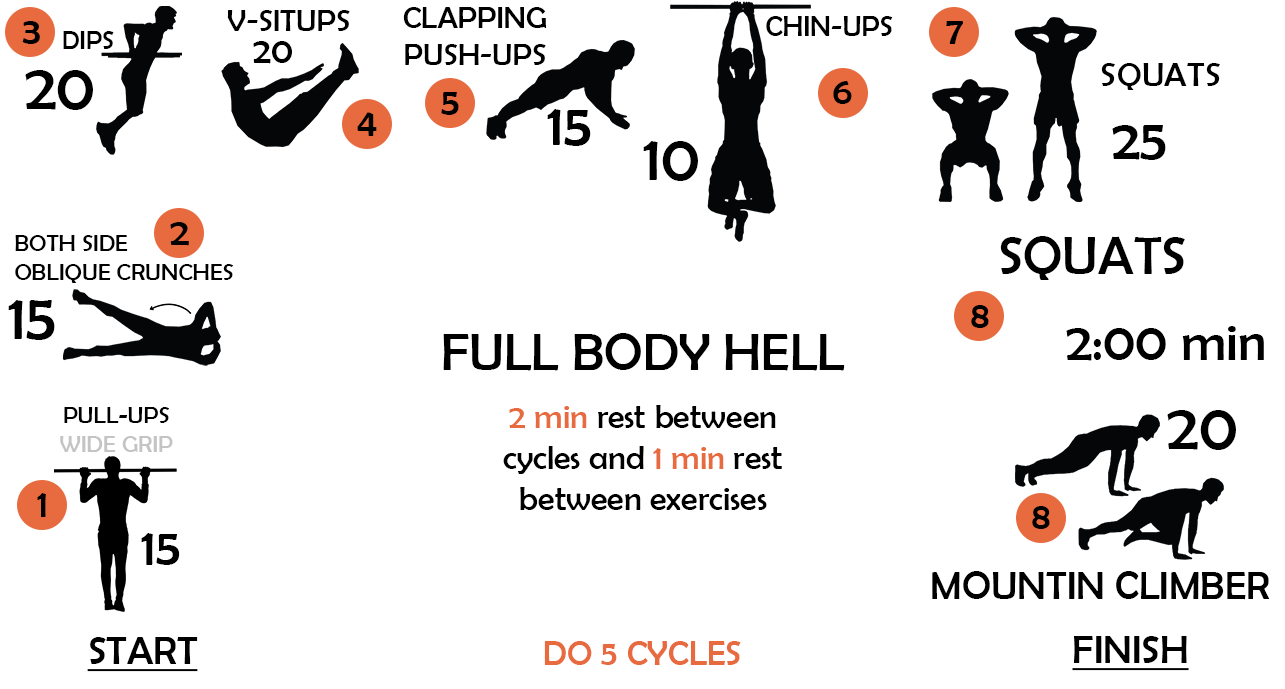 3
DIPS
20
V-SITUPS
20
4
CLAPPING
PUSH-UPS
5
15
CHIN-UPS
6
10
7
SQUATS
25
2
BOTH SIDE
OBLIQUE CRUNCHES
15
SQUATS
8
2:00 min
FULL BODY HELL
2 min rest between
cycles and 1 min rest
between exercises
PULL-UPS
WIDE GRIP
1
15
START
20
8
MOUNTIN CLIMBER
DO 5 CYCLES
FINISH